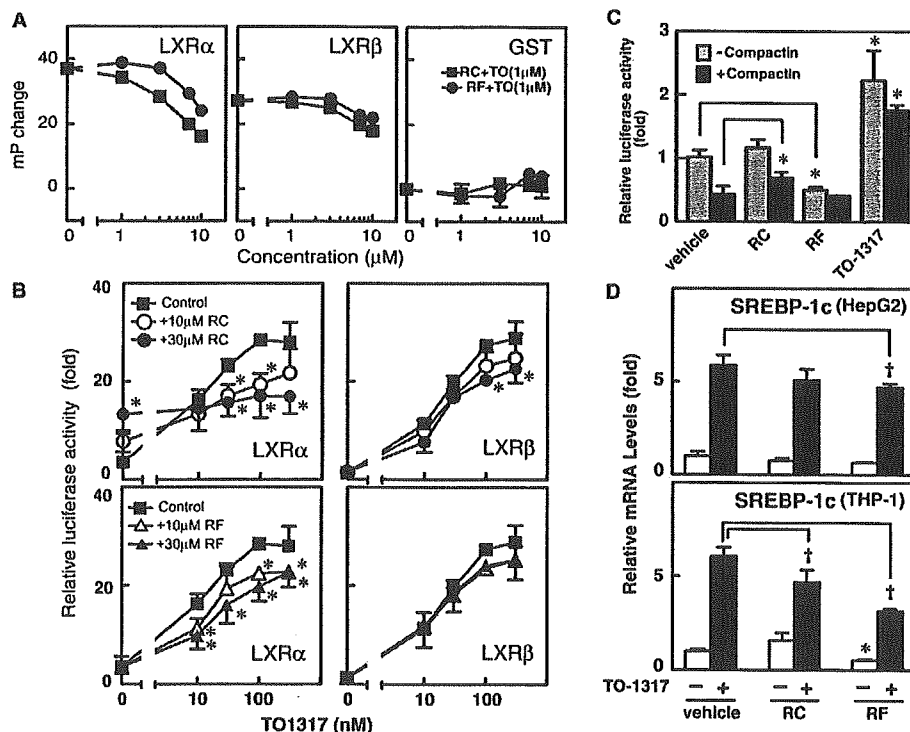 A
LXRα
LXRβ
GST
RC+TO(1μM)
RF+TO(1μM)
mP change
40
20
0
0 1 10
0 1 10
0 1 10
Concentration (μM)
B
Relative luciferase activity (fold)
40
20
0
Control
+10μM RC
+30μM RC
* * * * * *
LXRα
* *
LXRβ
40
20
0
Control
+10μM RF
+30μM RF
* * * * * * *
LXRα
LXRβ
0 10 100
0 10 100
TO1317 (nM)
C
Relative luciferase activity
(fold)
3
2
1
0
-Compactin
+Compactin
* * * *
vehicle
RC
RF
TO-1317
D
Relative mRNA Levels (fold)
SREBP-1c (HepG2)
5
0
†
SREBP-1c (THP-1)
5
0
† * †
TO-1317 − + − + − +
vehicle RC RF